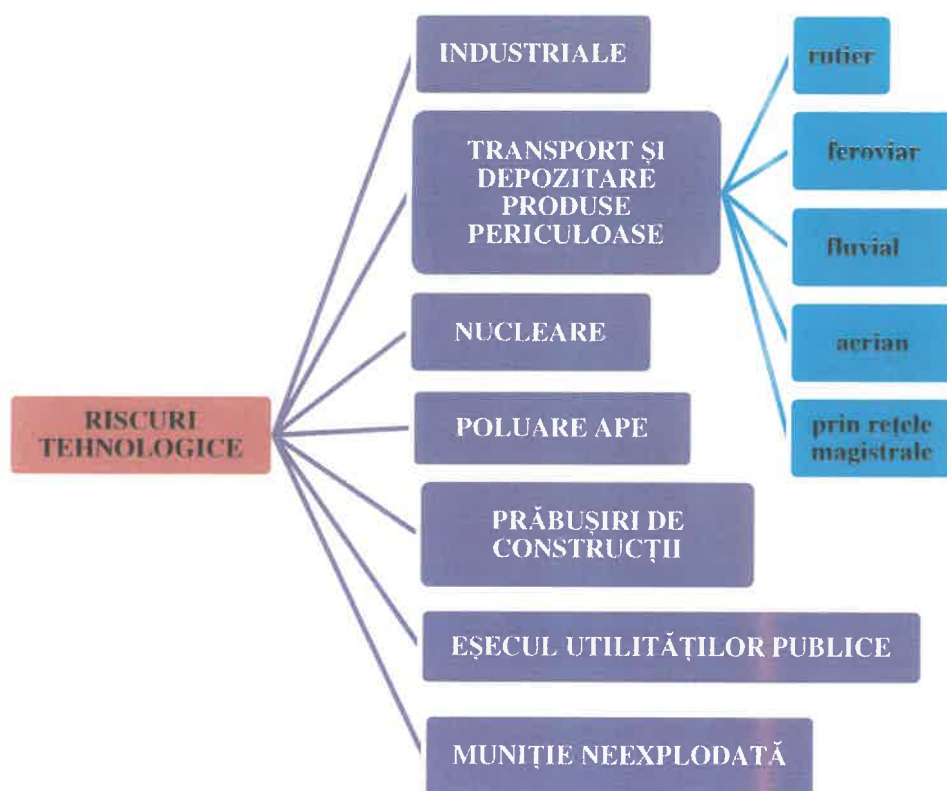 RISCURI
TEHNOLOGICE
INDUSTRIALE
TRANSPORT ȘI
DEPOZITARE
PRODUSE
PERICULOASE
rutier
feroviar
fluvial
aerian
prin rețele
magistrale
NUCLEARE
POLUARE APE
PRĂBUȘIRI DE
CONSTRUCȚII
EȘECUL UTILITĂȚILOR PUBLICE
MUNIȚIE NEEXPLODATĂ